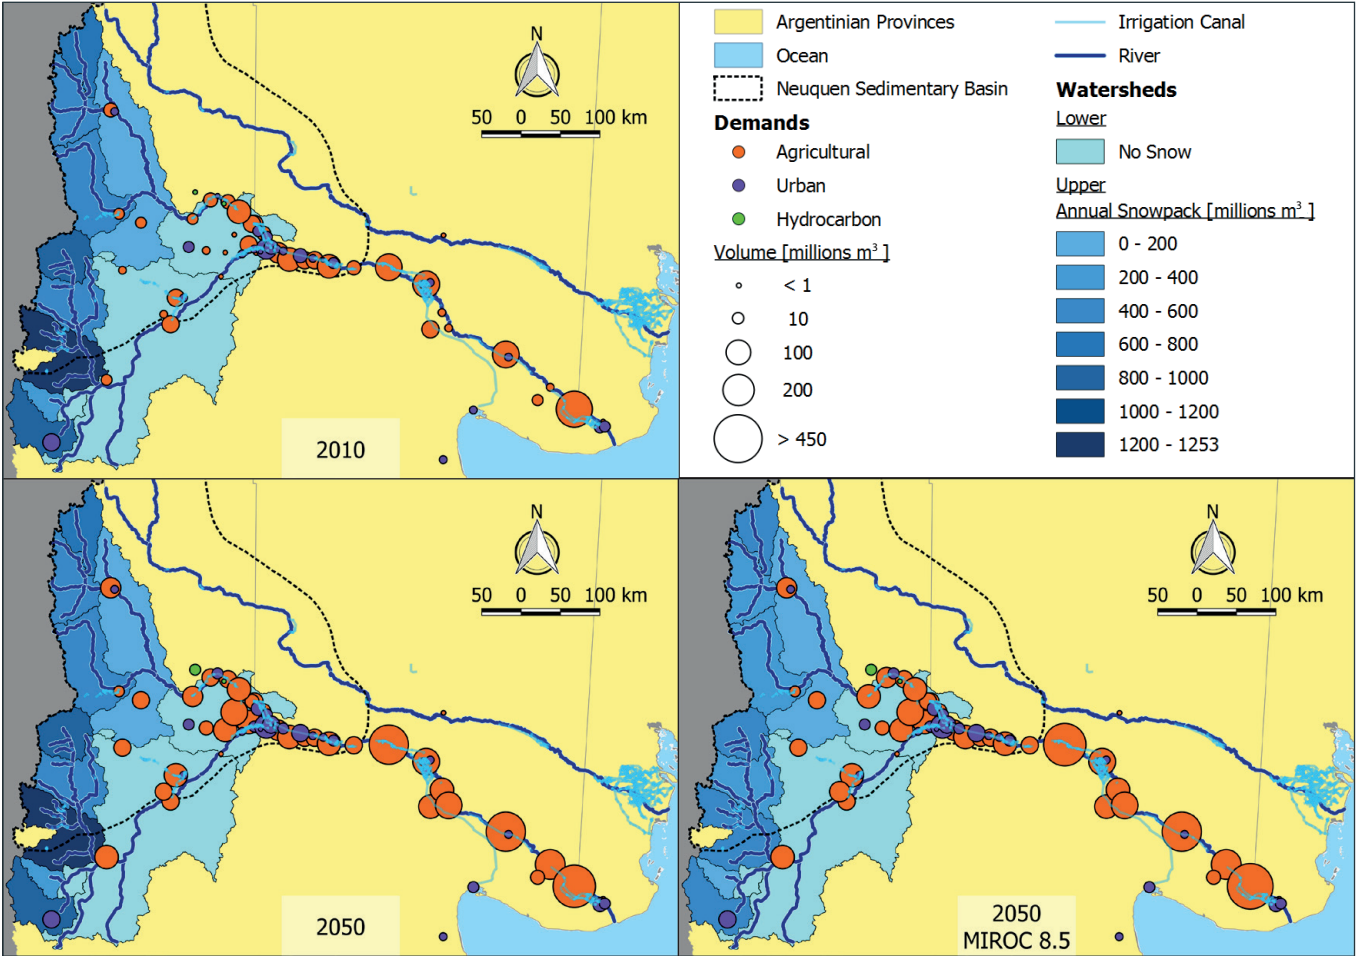 N
50 0 50 100 km
2010
Argentinian Provinces
Ocean
Neuquen Sedimentary Basin
Demands
Agricultural
Urban
Hydrocarbon
Volume [millions m³ ]
< 1
10
100
200
> 450
Irrigation Canal
River
Watersheds
Lower
No Snow
Upper
Annual Snowpack [millions m³ ]
0 - 200
200 - 400
400 - 600
600 - 800
800 - 1000
1000 - 1200
1200 - 1253
N
50 0 50 100 km
2050
N
50 0 50 100 km
2050
MIROC 8.5